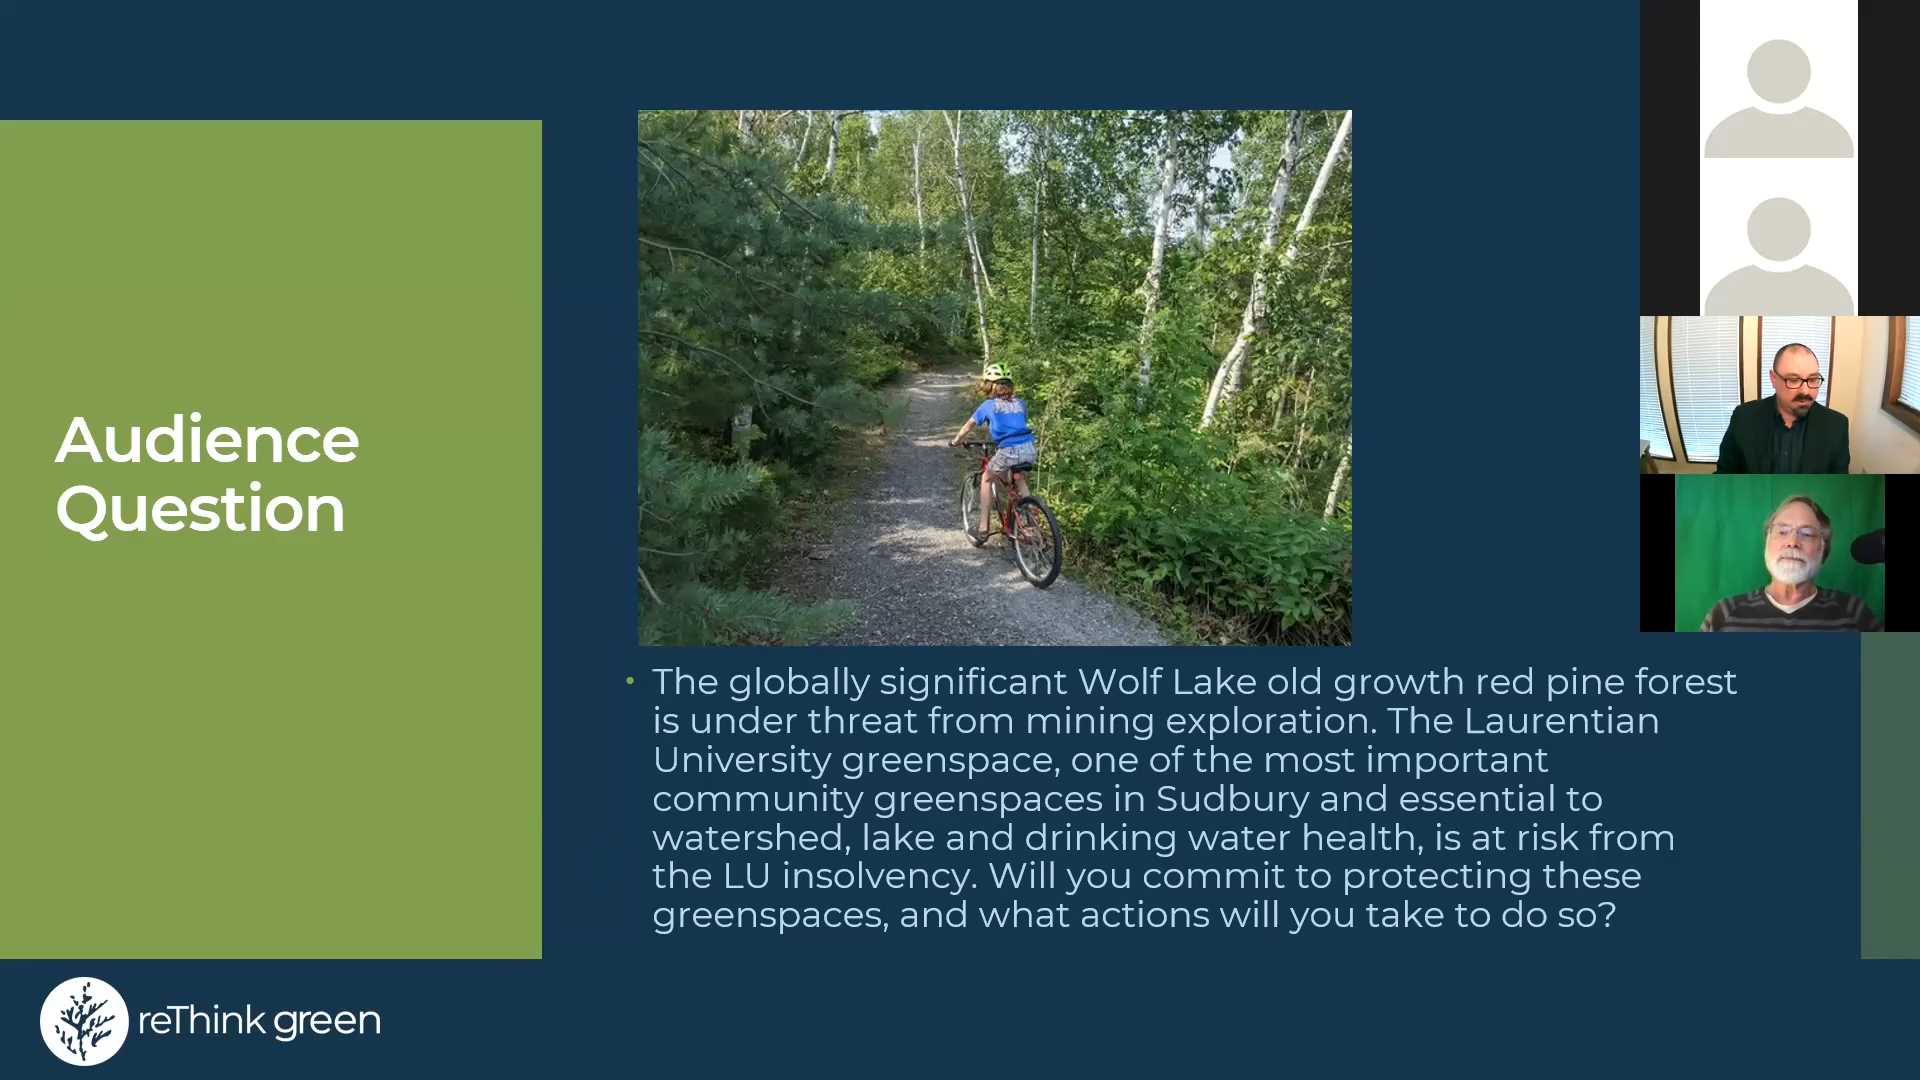 Audience
Question
The globally significant Wolf Lake old growth red pine forest
is under threat from mining exploration. The Laurentian
University greenspace, one of the most important
community greenspaces in Sudbury and essential to
watershed, lake and drinking water health, is at risk from
the LU insolvency. Will you commit to protecting these
greenspaces, and what actions will you take to do so?
reThink green